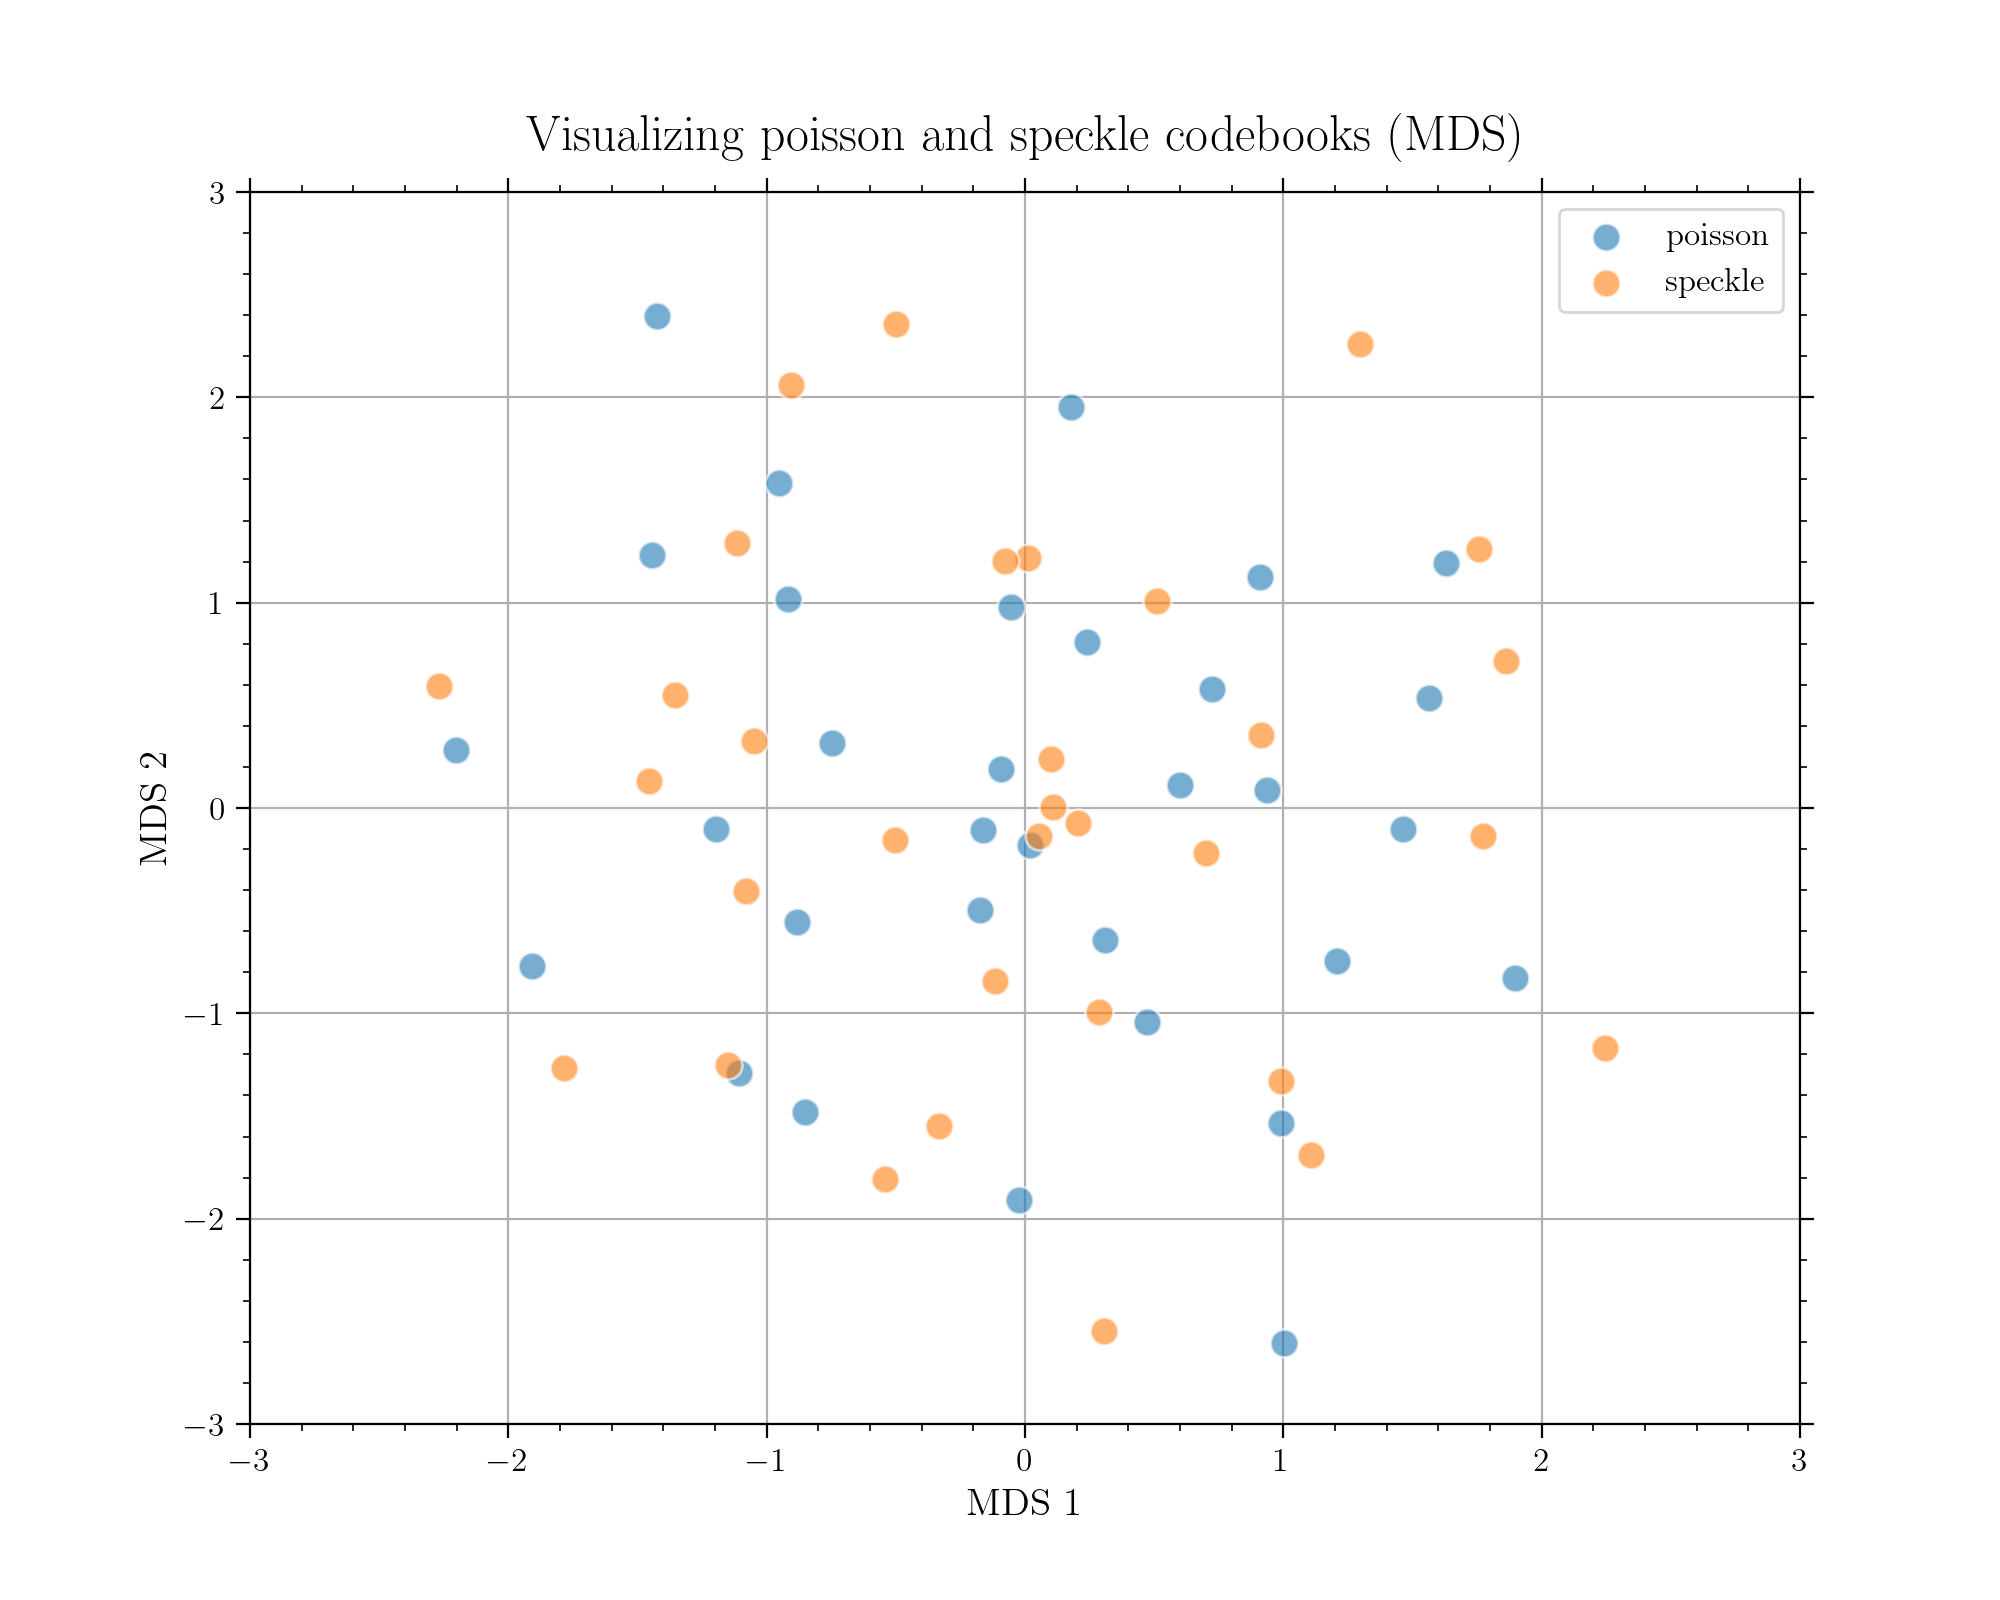 Visualizing poisson and speckle codebooks (MDS)
poisson
speckle
3
2
1
0
−1
−2
−3
MDS 2
−3
−2
−1
0
1
2
3
MDS 1